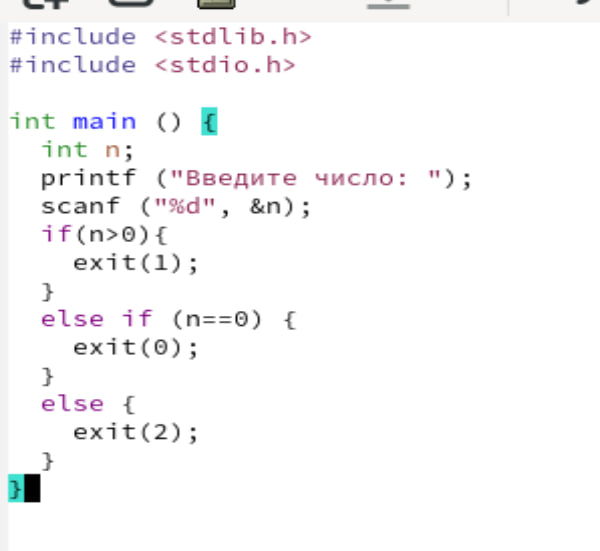 #include <stdlib.h>
#include <stdio.h>
int main () {
int n;
printf ("Введите число: ");
scanf ("%d", &n);
if(n>0){
exit(1);
}
else if (n==0) {
exit(0);
}
else {
exit(2);
}
}